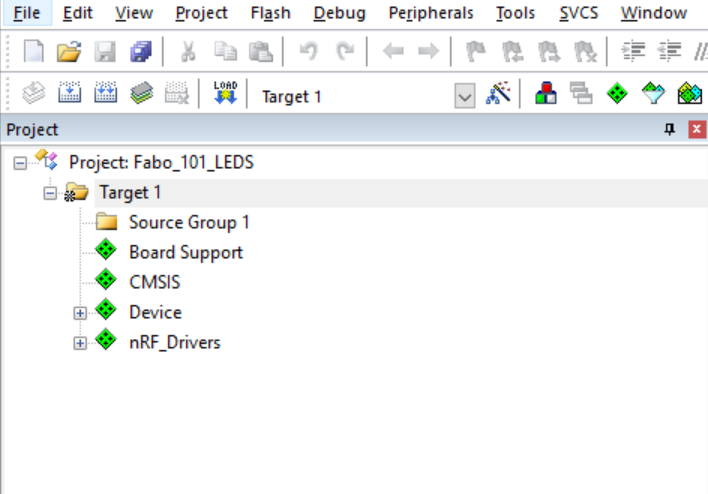 File Edit View Project Flash Debug Peripherals Tools SVCS Window
LOAD Target 1
Project
Project: Fabo_101_LEDS
Target 1
Source Group 1
Board Support
CMSIS
Device
nRF_Drivers